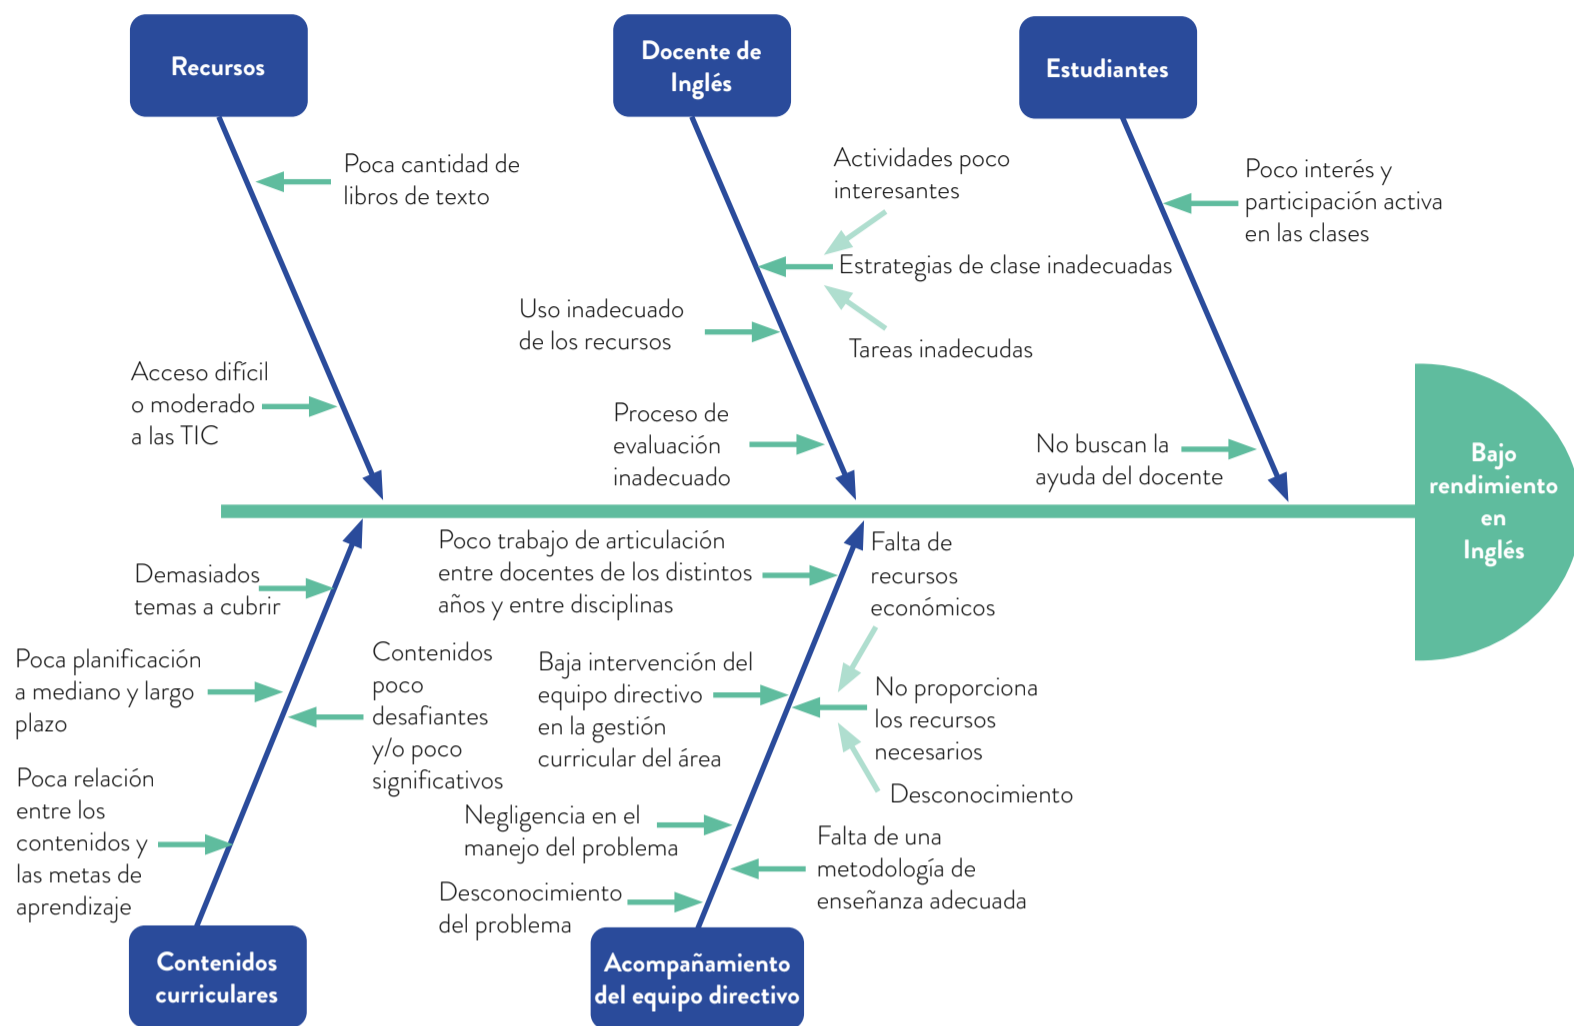 Recursos
Docente de
Inglés
Estudiantes
Poca cantidad de
libros de texto
Acceso difícil
o moderado
a las TIC
Actividades poco
interesantes
Estrategias de clase inadecuadas
Tareas inadecudas
Uso inadecuado
de los recursos
Proceso de
evaluación
inadecuado
Poco interés y
participación activa
en las clases
No buscan la
ayuda del docente
Bajo
rendimiento
en
Inglés
Demasiados
temas a cubrir
Poca planificación
a mediano y largo
plazo
Contenidos
poco
desafiantes
y/o poco
significativos
Poca relación
entre los
contenidos y
las metas de
aprendizaje
Poco trabajo de articulación
entre docentes de los distintos
años y entre disciplinas
Falta de
recursos
económicos
Baja intervención del
equipo directivo
en la gestión
curricular del área
No proporciona
los recursos
necesarios
Desconocimiento
Negligencia en el
manejo del problema
Falta de una
metodología de
enseñanza adecuada
Desconocimiento
del problema
Contenidos
curriculares
Acompañamiento
del equipo directivo